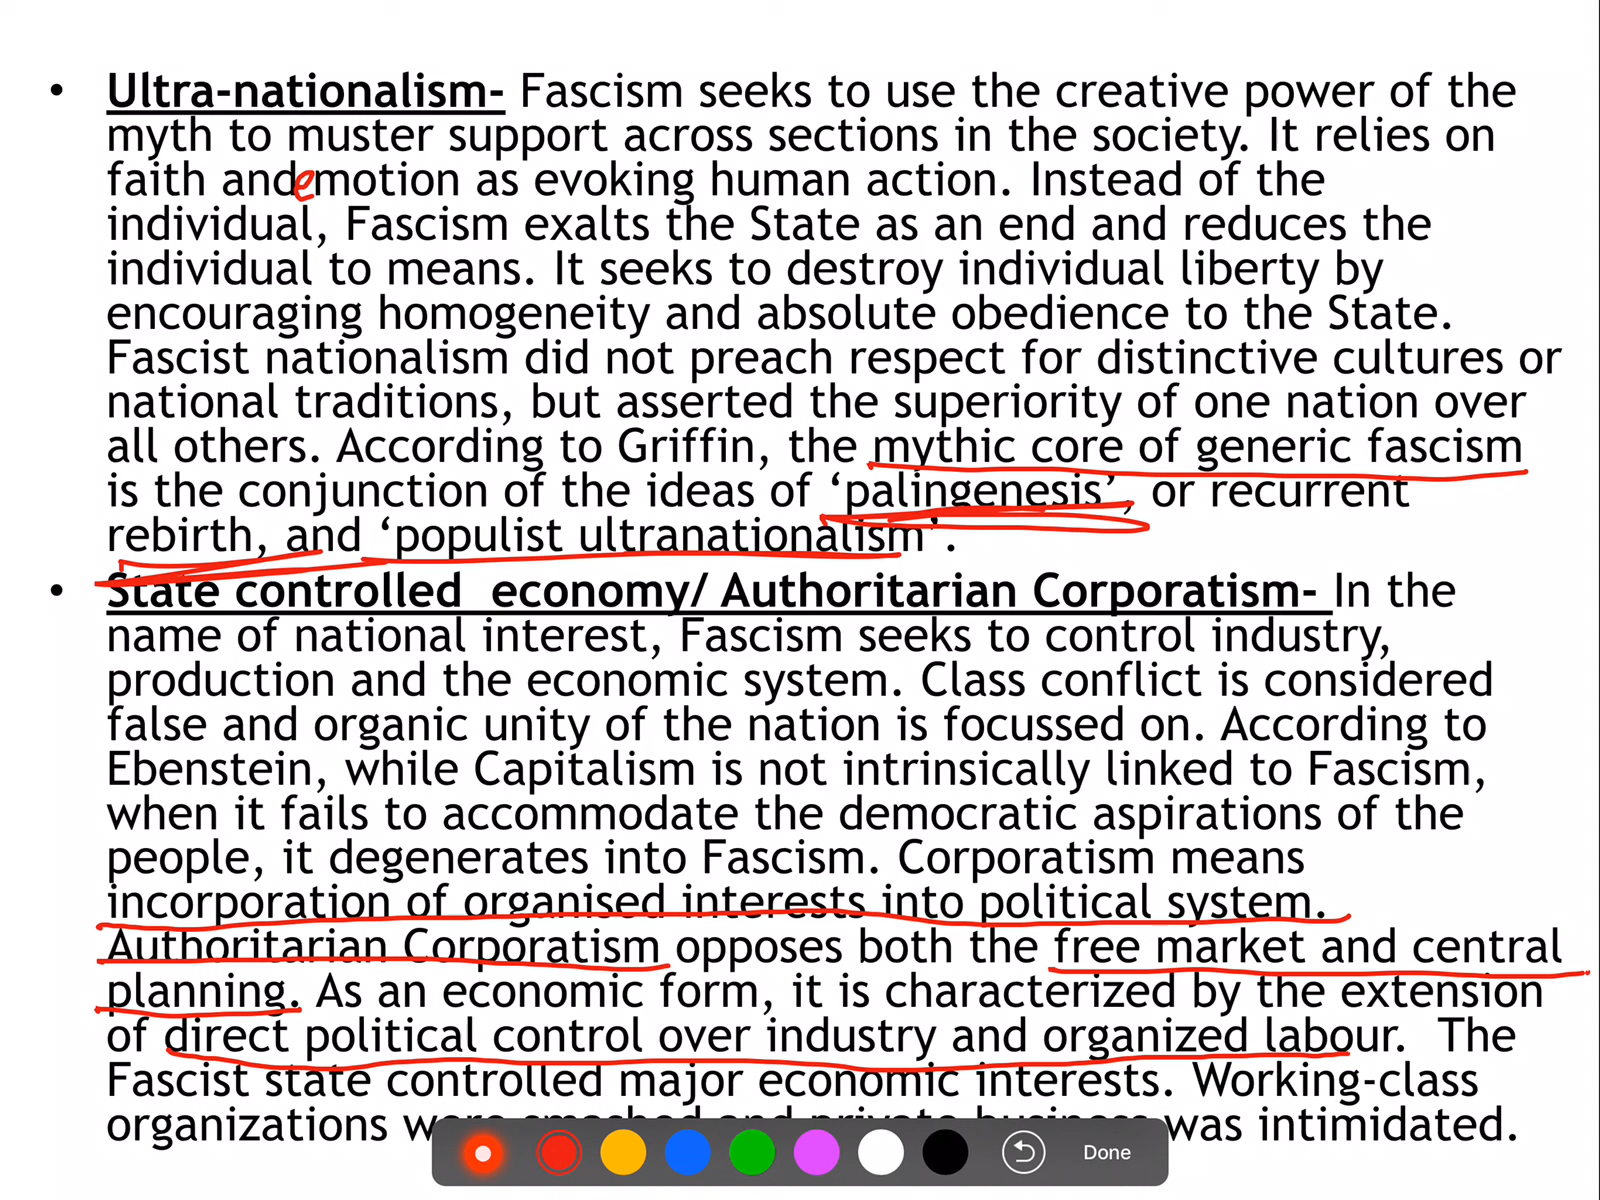 • Ultra-nationalism- Fascism seeks to use the creative power of the
myth to muster support across sections in the society. It relies on
faith and emotion as evoking human action. Instead of the
individual, Fascism exalts the State as an end and reduces the
individual to means. It seeks to destroy individual liberty by
encouraging homogeneity and absolute obedience to the State.
Fascist nationalism did not preach respect for distinctive cultures or
national traditions, but asserted the superiority of one nation over
all others. According to Griffin, the mythic core of generic fascism
is the conjunction of the ideas of ‘palingenesis’, or recurrent
rebirth, and ‘populist ultranationalism’.
• State controlled economy/ Authoritarian Corporatism- In the
name of national interest, Fascism seeks to control industry,
production and the economic system. Class conflict is considered
false and organic unity of the nation is focussed on. According to
Ebenstein, while Capitalism is not intrinsically linked to Fascism,
when it fails to accommodate the democratic aspirations of the
people, it degenerates into Fascism. Corporatism means
incorporation of organised interests into political system.
Authoritarian Corporatism opposes both the free market and central
planning. As an economic form, it is characterized by the extension
of direct political control over industry and organized labour. The
Fascist state controlled major economic interests. Working-class
organizations were smashed and private business was intimidated.
Done